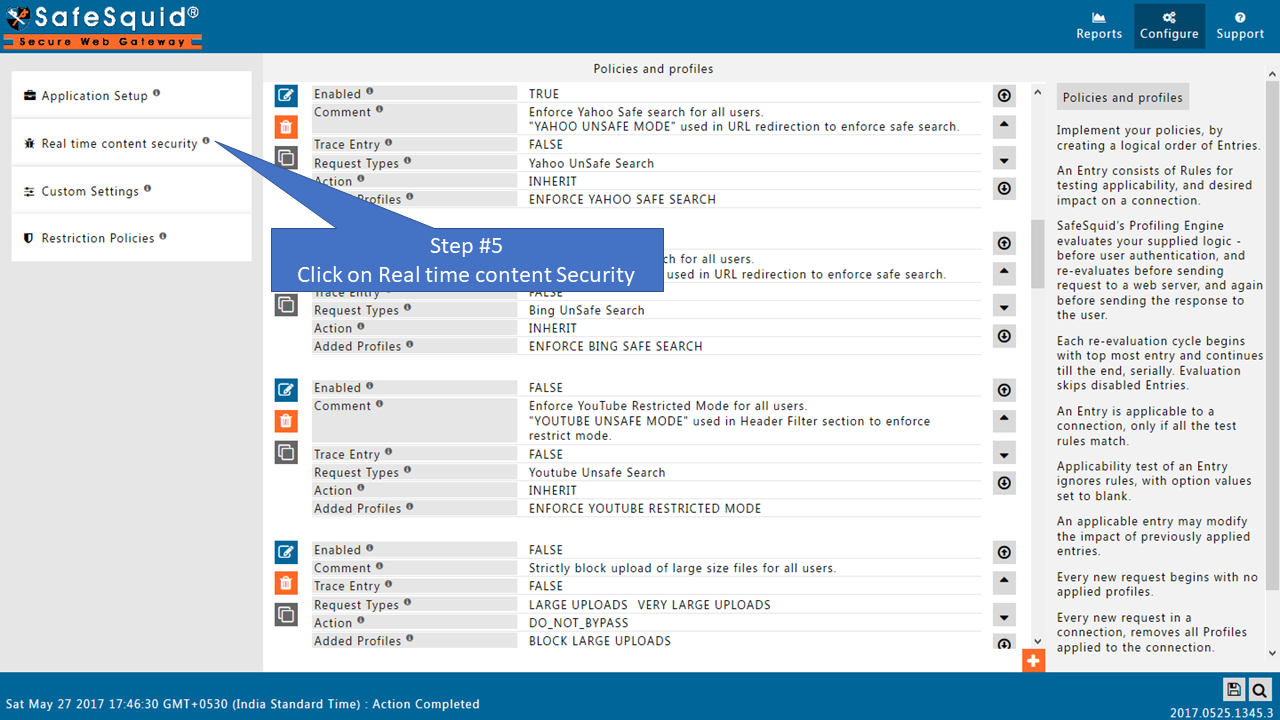 SafeSquid®
Secure Web Gateway
Reports
Configure
Support
Application Setup
Real time content security
Custom Settings
Restriction Policies
Policies and profiles
Enabled TRUE
Comment Enforce Yahoo Safe search for all users.
"YAHOO UNSAFE MODE" used in URL redirection to enforce safe search.
Trace Entry FALSE
Request Types Yahoo UnSafe Search
Action INHERIT
Profiles ENFORCE YAHOO SAFE SEARCH
Step #5
Click on Real time content Security
for all users.
used in URL redirection to enforce safe search.
Trace Entry FALSE
Request Types Bing UnSafe Search
Action INHERIT
Added Profiles ENFORCE BING SAFE SEARCH
Enabled FALSE
Comment Enforce YouTube Restricted Mode for all users.
"YOUTUBE UNSAFE MODE" used in Header Filter section to enforce
restrict mode.
Trace Entry FALSE
Request Types Youtube Unsafe Search
Action INHERIT
Added Profiles ENFORCE YOUTUBE RESTRICTED MODE
Enabled FALSE
Comment Strictly block upload of large size files for all users.
Trace Entry FALSE
Request Types LARGE UPLOADS VERY LARGE UPLOADS
Action DO_NOT_BYPASS
Added Profiles BLOCK LARGE UPLOADS
Policies and profiles
Implement your policies, by
creating a logical order of Entries.
An Entry consists of Rules for
testing applicability, and desired
impact on a connection.
SafeSquid's Profiling Engine
evaluates your supplied logic -
before user authentication, and
re-evaluates before sending
request to a web server, and again
before sending the response to
the user.
Each re-evaluation cycle begins
with top most entry and continues
till the end, serially. Evaluation
skips disabled Entries.
An Entry is applicable to a
connection, only if all the test
rules match.
Applicability test of an Entry
ignores rules, with option values
set to blank.
An applicable entry may modify
the impact of previously applied
entries.
Every new request begins with no
applied profiles.
Every new request in a
connection, removes all Profiles
applied to the connection.
Sat May 27 2017 17:46:30 GMT+0530 (India Standard Time) : Action Completed
2017.0525.1345.3